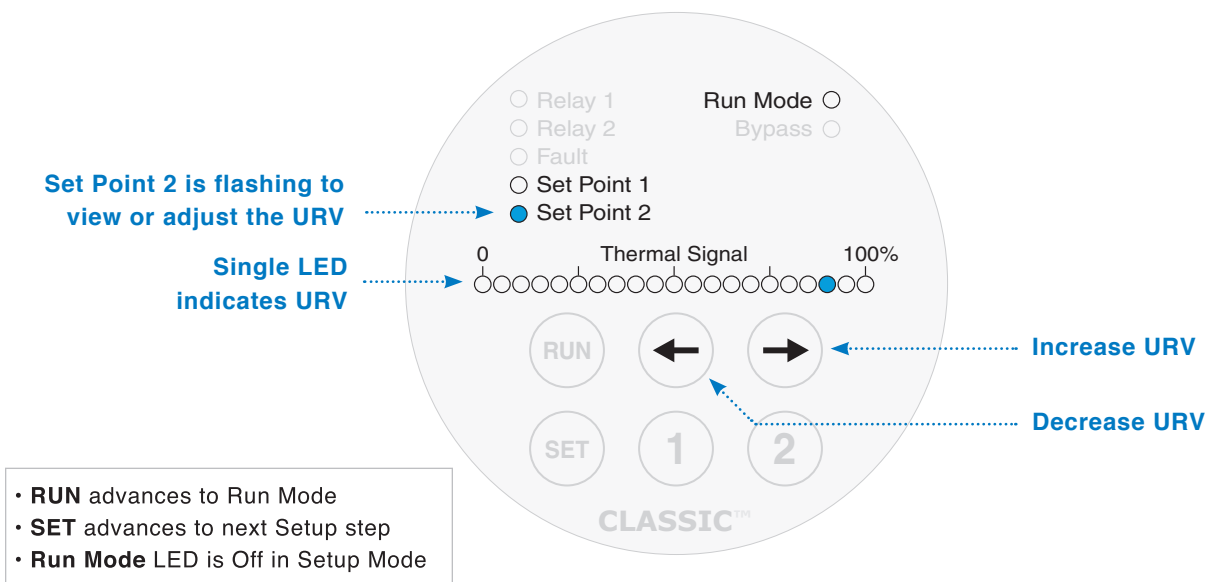 Relay 1
Run Mode
Relay 2
Bypass
Fault
Set Point 1
Set Point 2
Set Point 2 is flashing to
view or adjust the URV
0 Thermal Signal 100%
Single LED
indicates URV
RUN
Increase URV
Decrease URV
SET 1 2
CLASSIC™
• RUN advances to Run Mode
• SET advances to next Setup step
• Run Mode LED is Off in Setup Mode